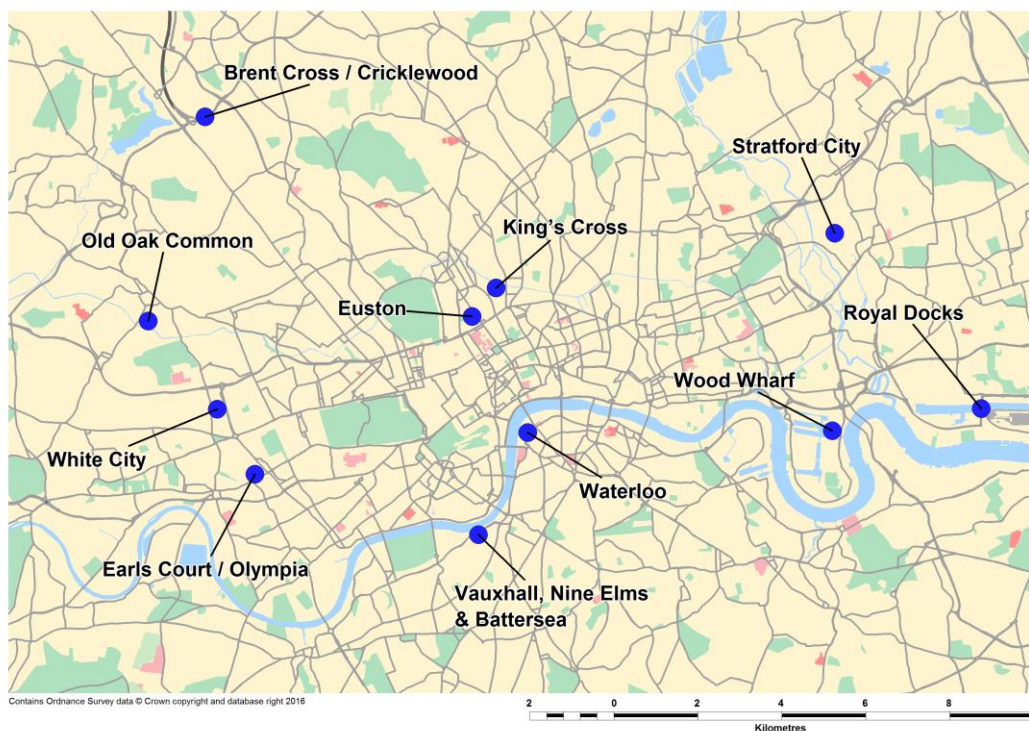 Brent Cross / Cricklewood
Stratford City
King's Cross
Old Oak Common
Euston
Royal Docks
Wood Wharf
White City
Waterloo
Earls Court / Olympia
Vauxhall, Nine Elms
& Battersea
Contains Ordnance Survey data © Crown copyright and database right 2016
2 0 2 4 6 8
Kilometres